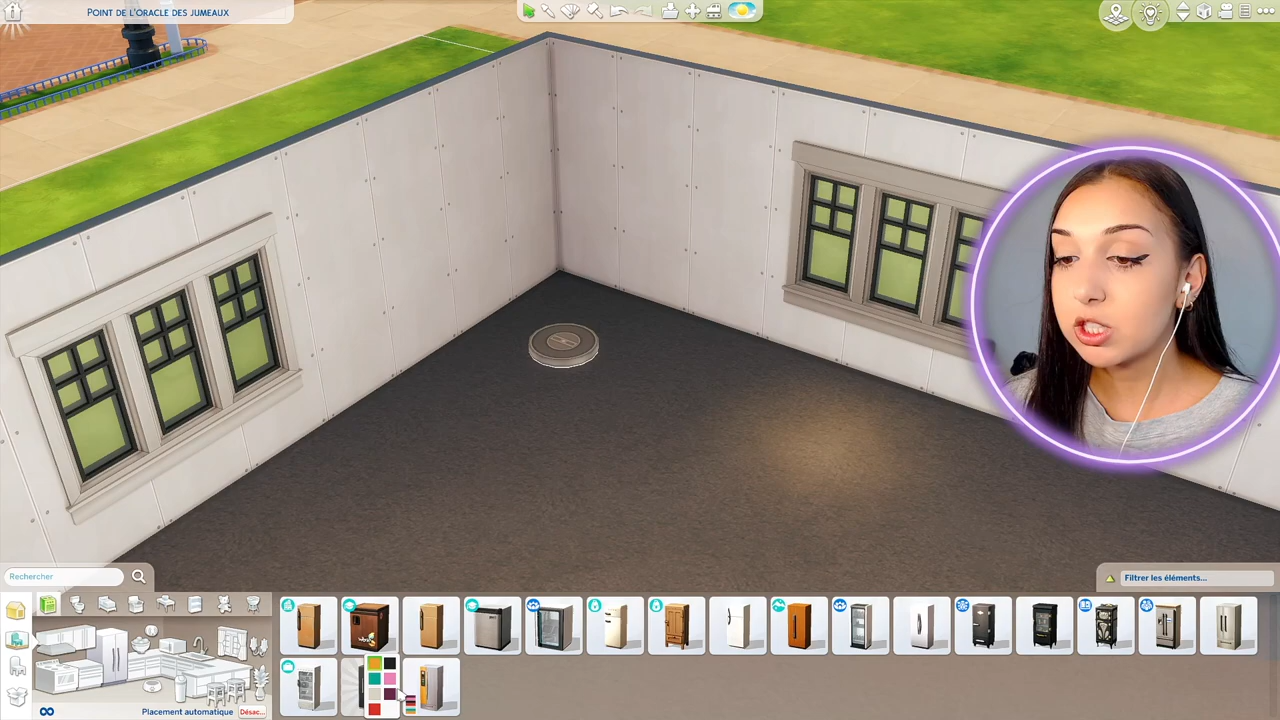 POINT DE L'ORACLE DES JUMEAUX
Rechercher
Filtrer les éléments...
Placement automatique
Désac...